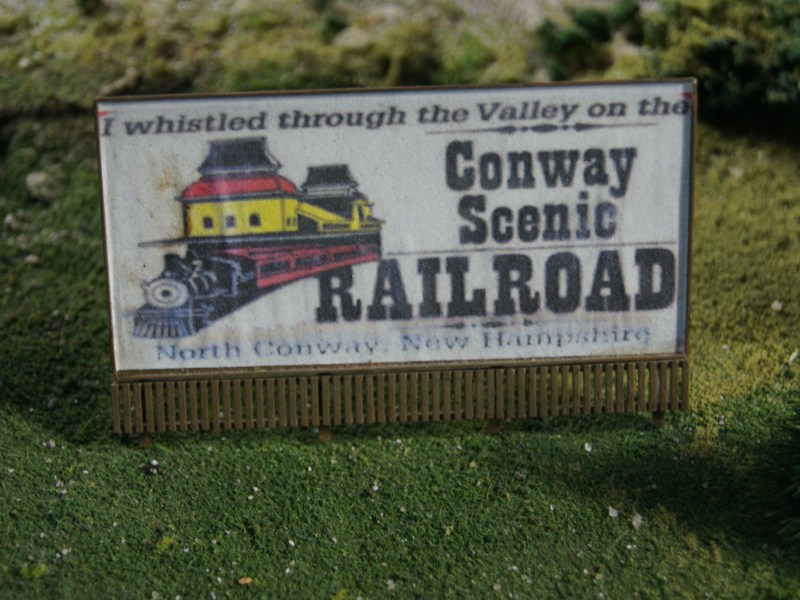 I whistled through the Valley on the
Conway
Scenic
RAILROAD
North Conway, New Hampshire